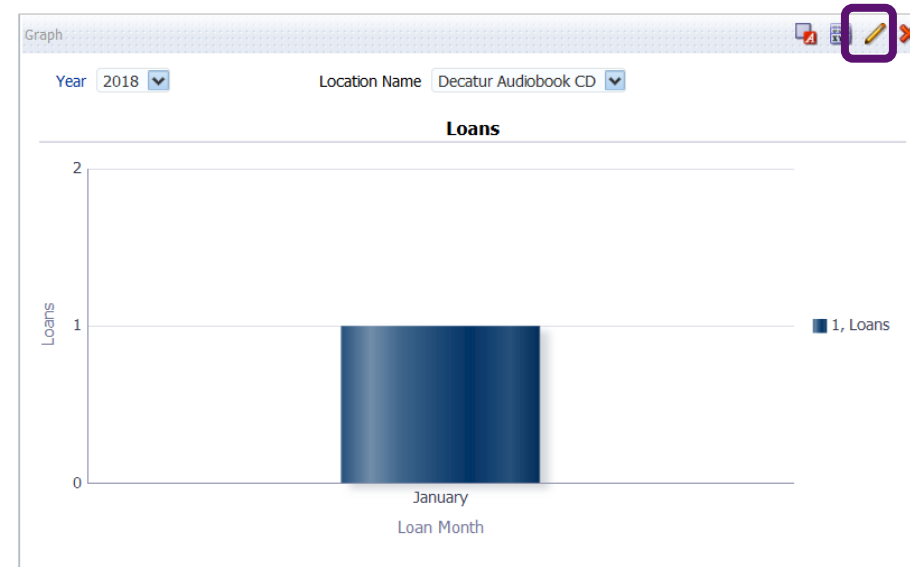 Graph
Year 2018 Location Name Decatur Audiobook CD
Loans
2
1
0
Loans
1, Loans
January
Loan Month